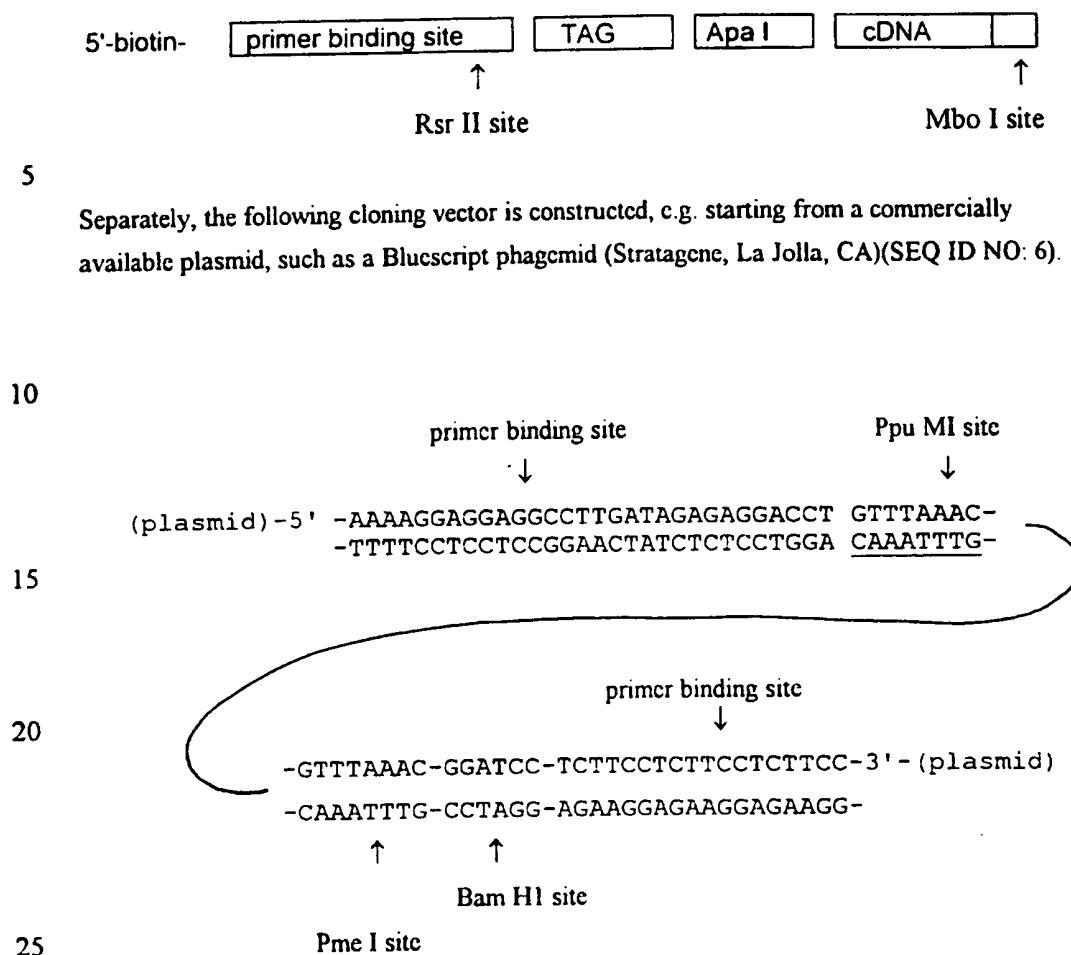 5'-biotin- primer binding site TAG Apa I cDNA
↑ ↑
Rsr II site Mbo I site
5
Separately, the following cloning vector is constructed, e.g. starting from a commercially
available plasmid, such as a Bluescript phagemid (Stratagene, La Jolla, CA)(SEQ ID NO: 6).
10
primer binding site Ppu MI site
↓ ↓
(plasmid)-5' -AAAAGGAGGAGGCCTTGATAGAGAGGACCT GTTTAAAC-
-TTTTCCTCCTCCGGAACTATCTCTCCTGGA CAAATTTG-
15
primer binding site
↓
20
-GTTTAAAC-GGATCC-TCTTCCTCTTCCTCTTCC-3'-(plasmid)
-CAAATTTG-CCTAGG-AGAAGGAGAAGGAGAAGG-
↑ ↑
Bam H1 site
25 Pme I site